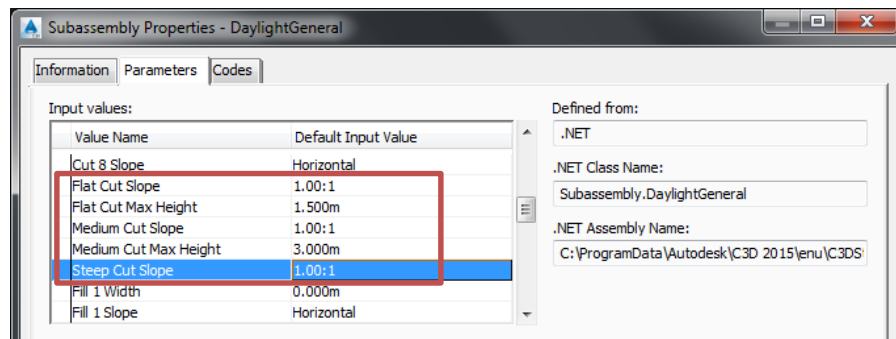 Subassembly Properties - DaylightGeneral
Information Parameters Codes
Input values:
Value Name Default Input Value
Cut 8 Slope Horizontal
Flat Cut Slope 1.00:1
Flat Cut Max Height 1.500m
Medium Cut Slope 1.00:1
Medium Cut Max Height 3.000m
Steep Cut Slope 1.00:1
Fill 1 Width 0.000m
Fill 1 Slope Horizontal
Defined from:
.NET
.NET Class Name:
Subassembly.DaylightGeneral
.NET Assembly Name:
C:\ProgramData\Autodesk\C3D 2015\enu\C3DS